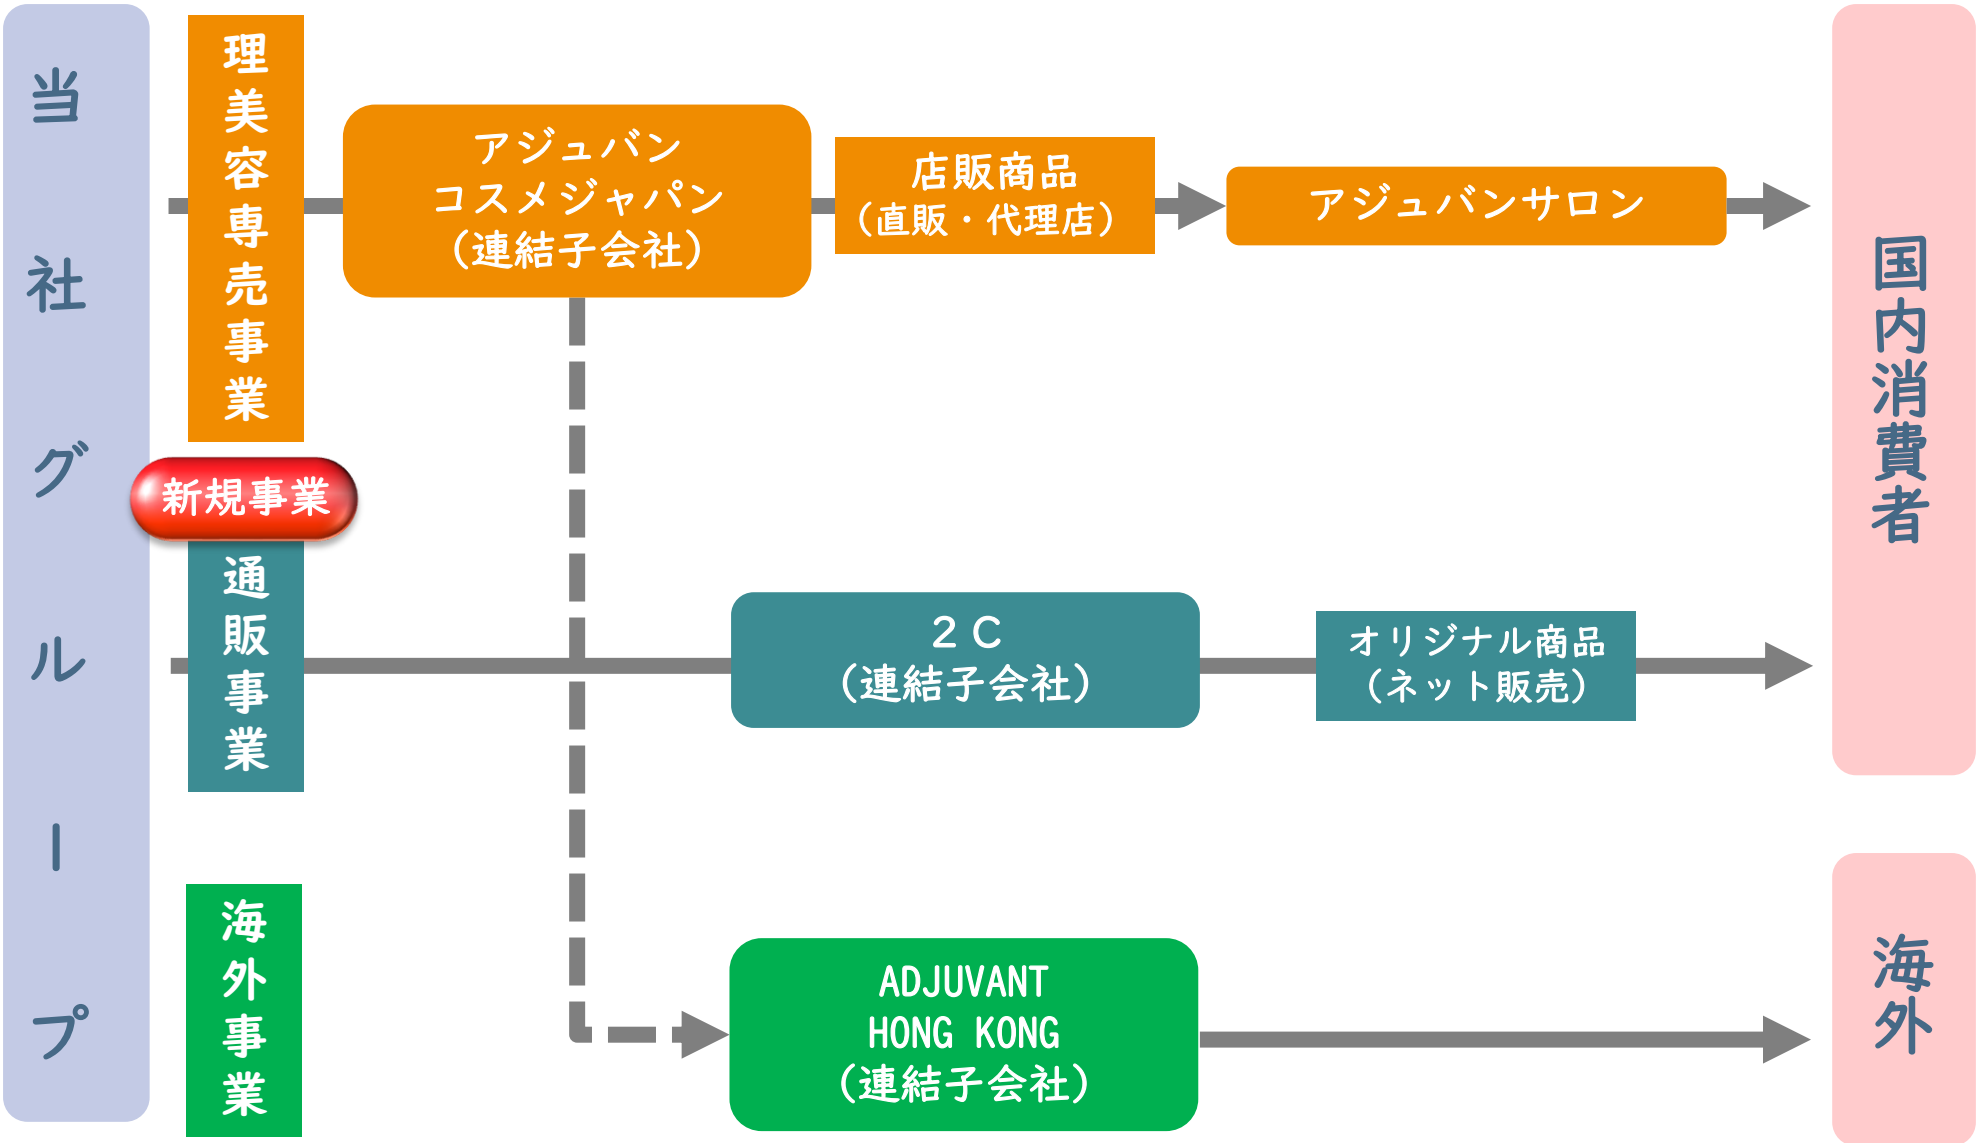 当社グループ
理美容専売事業
アジュバン
コスメジャパン
（連結子会社）
店販商品
（直販・代理店）
アジュバンサロン
国内消費者
新規事業
通販事業
２Ｃ
（連結子会社）
オリジナル商品
（ネット販売）
海外事業
ADJUVANT
HONG KONG
（連結子会社）
海外